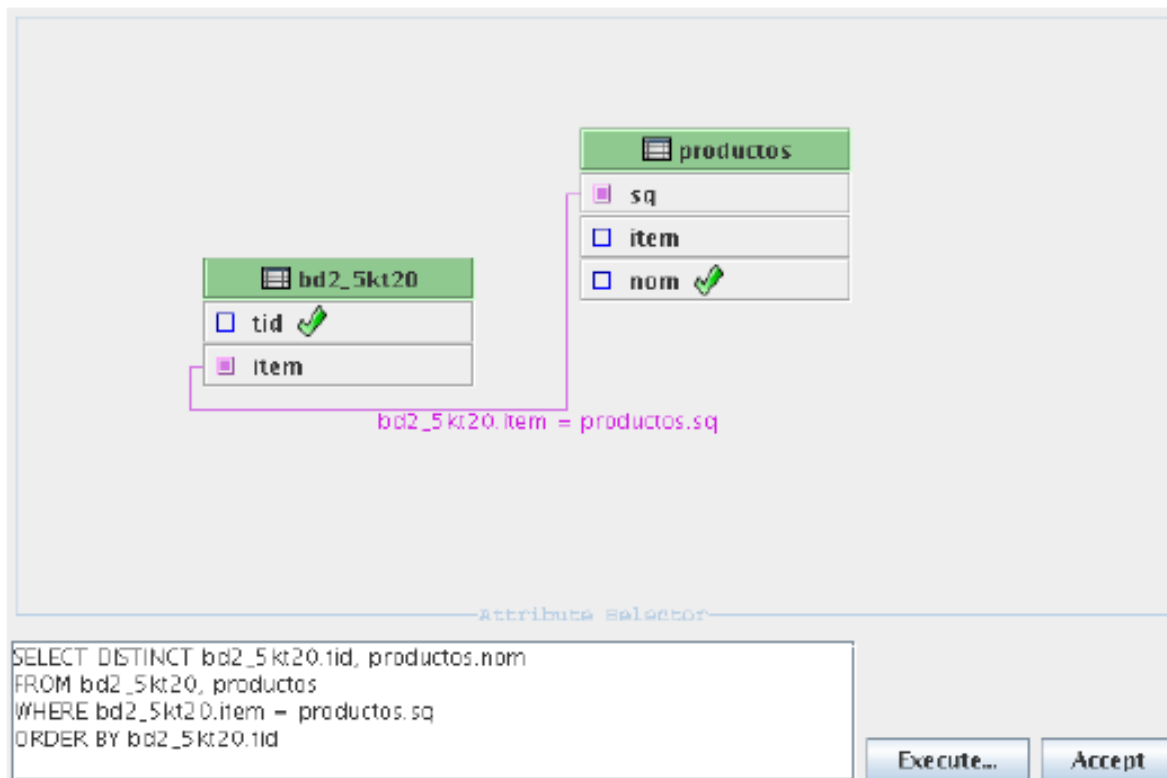 productos
sq
item
nom
bd2_5kt20
tid
item
bd2_5kt20.item = productos.sq
Attribute Selector
SELECT DISTINCT bd2_5kt20.tid, productos.nom
FROM bd2_5kt20, productos
WHERE bd2_5kt20.item = productos.sq
ORDER BY bd2_5kt20.tid
Execute...
Accept